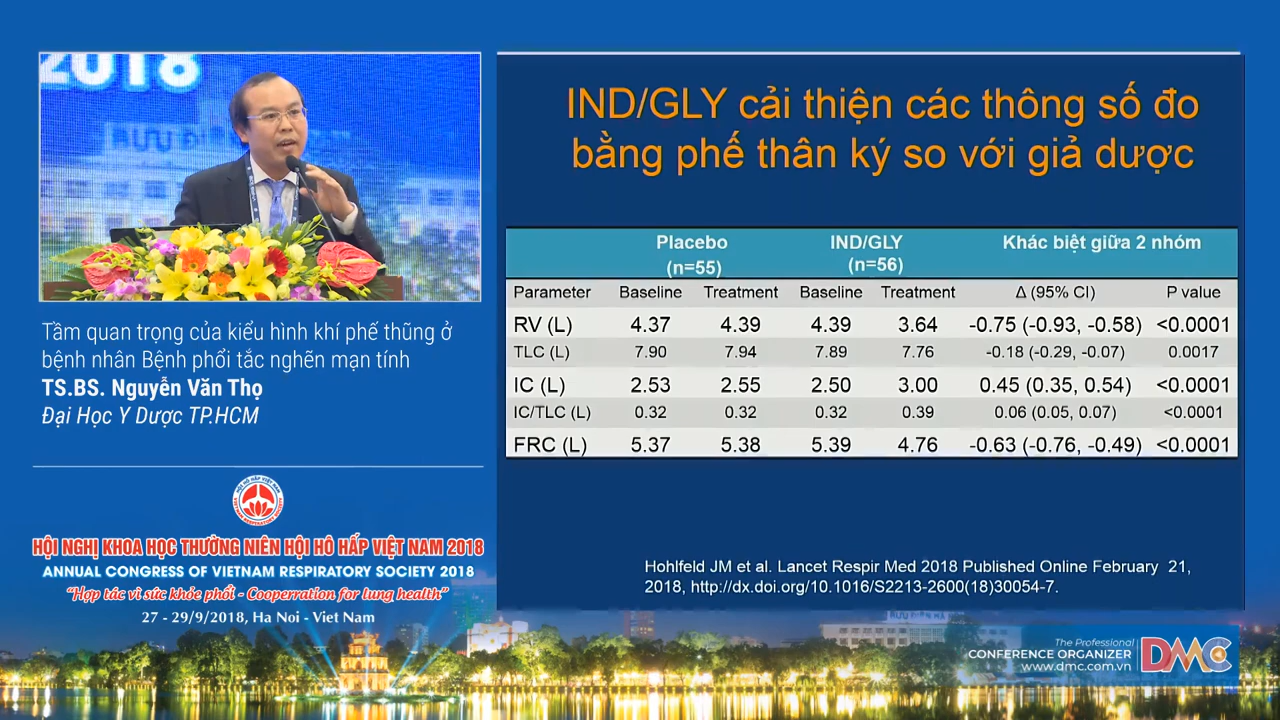 2018
BƯU ĐIỆN HÀ N
IND/GLY cải thiện các thông số đo
bằng phế thân ký so với giả dược
Placebo
(n=55)
IND/GLY
(n=56)
Khác biệt giữa 2 nhóm
Parameter Baseline Treatment Baseline Treatment Δ (95% CI) P value
RV (L) 4.37 4.39 4.39 3.64 -0.75 (-0.93, -0.58) <0.0001
TLC (L) 7.90 7.94 7.89 7.76 -0.18 (-0.29, -0.07) 0.0017
IC (L) 2.53 2.55 2.50 3.00 0.45 (0.35, 0.54) <0.0001
IC/TLC (L) 0.32 0.32 0.32 0.39 0.06 (0.05, 0.07) <0.0001
FRC (L) 5.37 5.38 5.39 4.76 -0.63 (-0.76, -0.49) <0.0001
Hohlfeld JM et al. Lancet Respir Med 2018 Published Online February 21,
2018, http://dx.doi.org/10.1016/S2213-2600(18)30054-7.
Tầm quan trọng của kiểu hình khí phế thũng ở
bệnh nhân Bệnh phổi tắc nghẽn mạn tính
TS.BS. Nguyễn Văn Thọ
Đại Học Y Dược TP.HCM
HỘI HÔ HẤP VIỆT NAM
VIETNAM RESPIRATORY SOCIETY
HỘI NGHỊ KHOA HỌC THƯỜNG NIÊN HỘI HÔ HẤP VIỆT NAM 2018
ANNUAL CONGRESS OF VIETNAM RESPIRATORY SOCIETY 2018
“Hợp tác vì sức khỏe phổi - Cooperration for lung health”
27 - 29/9/2018, Ha Noi - Viet Nam
The Professional
CONFERENCE ORGANIZER
www.dmc.com.vn
DMC